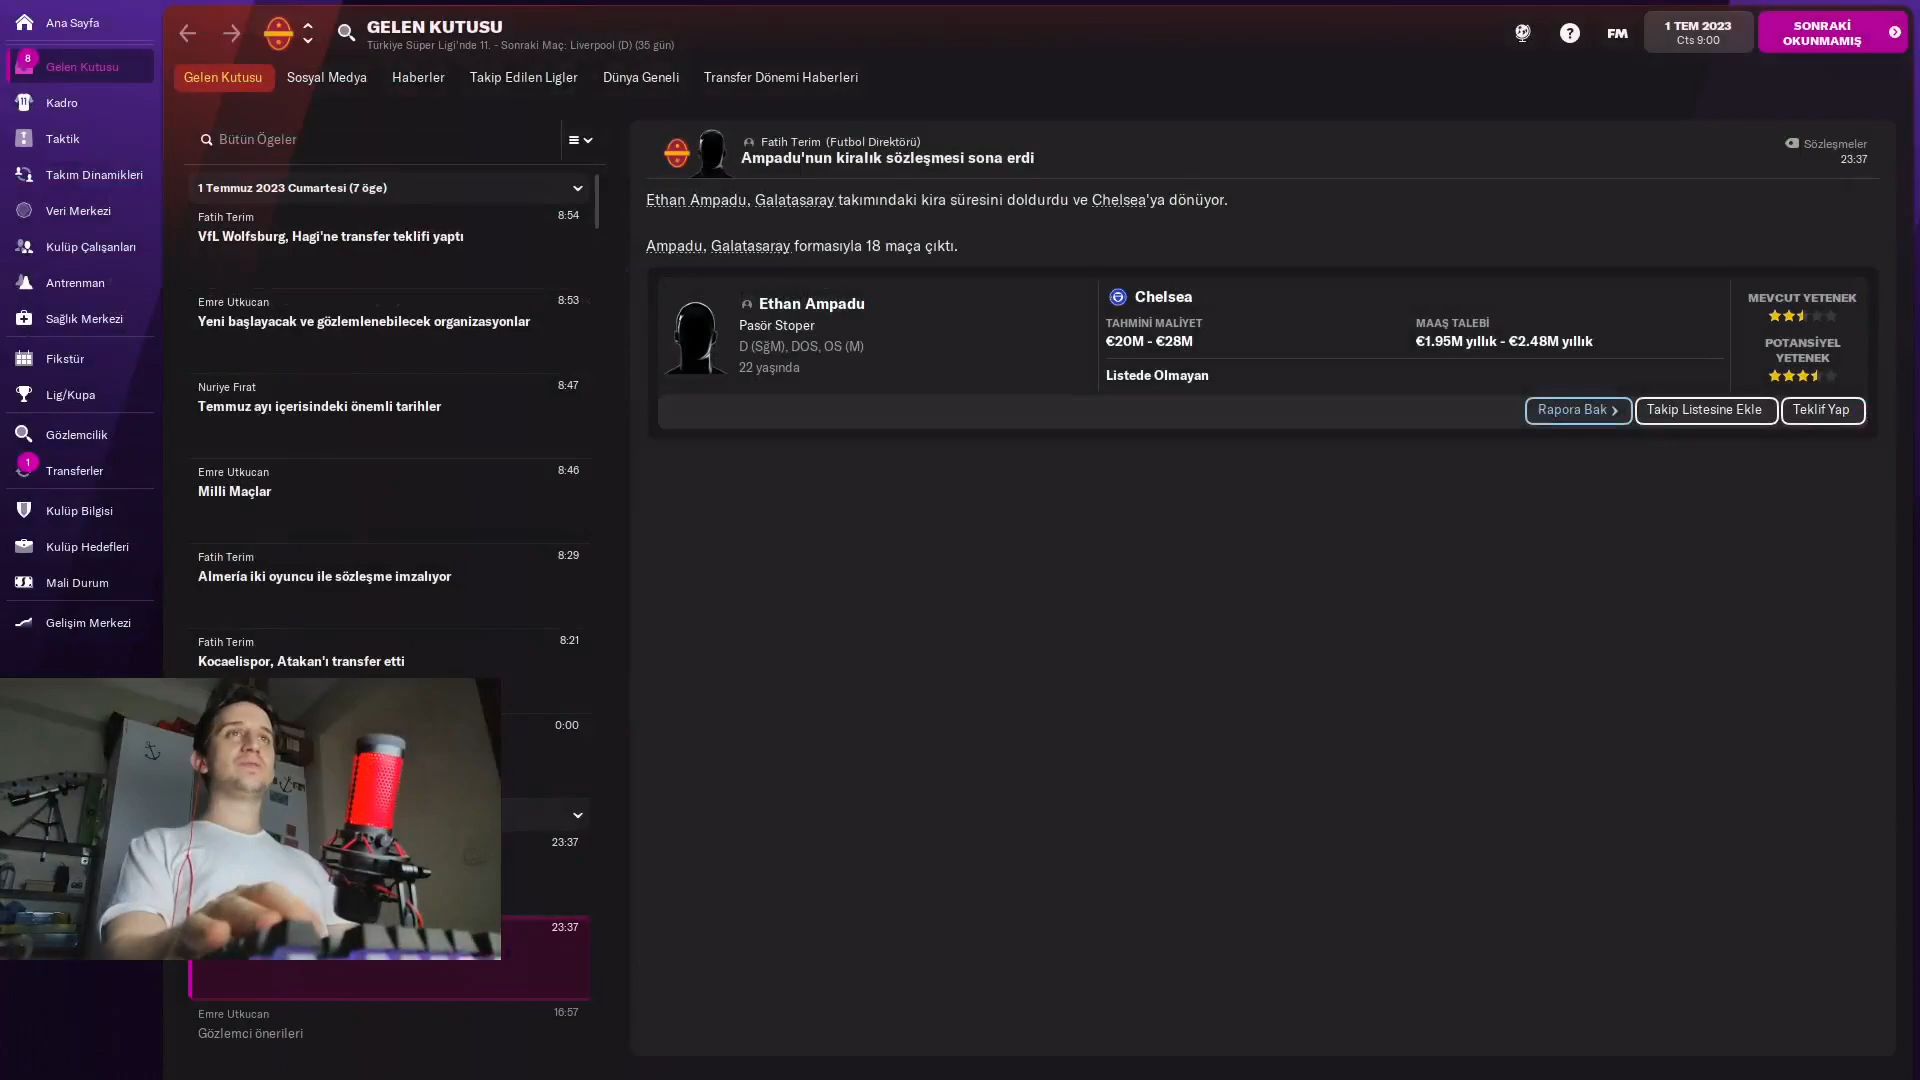 Ana Sayfa
8
Gelen Kutusu
Kadro
Taktik
Takım Dinamikleri
Veri Merkezi
Kulüp Çalışanları
Antrenman
Sağlık Merkezi
Fikstür
Lig/Kupa
Gözlemcilik
1
Transferler
Kulüp Bilgisi
Kulüp Hedefleri
Mali Durum
Gelişim Merkezi
GELEN KUTUSU
Türkiye Süper Ligi'nde 11. - Sonraki Maç: Liverpool (D) (35 gün)
FM
1 TEM 2023
Cts 9:00
SONRAKİ
OKUNMAMIŞ
Gelen Kutusu Sosyal Medya Haberler Takip Edilen Ligler Dünya Geneli Transfer Dönemi Haberleri
Bütün Ögeler
1 Temmuz 2023 Cumartesi (7 öge)
Fatih Terim 8:54
VfL Wolfsburg, Hagi'ne transfer teklifi yaptı
Emre Utkucan 8:53
Yeni başlayacak ve gözlemlenebilecek organizasyonlar
Nuriye Fırat 8:47
Temmuz ayı içerisindeki önemli tarihler
Emre Utkucan 8:46
Milli Maçlar
Fatih Terim 8:29
Almería iki oyuncu ile sözleşme imzalıyor
Fatih Terim 8:21
Kocaelispor, Atakan'ı transfer etti
0:00
23:37
23:37
Emre Utkucan 16:57
Gözlemci önerileri
Fatih Terim (Futbol Direktörü)
Ampadu'nun kiralık sözleşmesi sona erdi
Sözleşmeler
23:37
Ethan Ampadu, Galatasaray takımındaki kira süresini doldurdu ve Chelsea'ya dönüyor.
Ampadu, Galatasaray formasıyla 18 maça çıktı.
Ethan Ampadu
Pasör Stoper
D (SğM), DOS, OS (M)
22 yaşında
Chelsea
TAHMİNİ MALİYET MAAŞ TALEBİ
€20M - €28M €1.95M yıllık - €2.48M yıllık
Listede Olmayan
MEVCUT YETENEK
POTANSİYEL
YETENEK
Rapora Bak Takip Listesine Ekle Teklif Yap